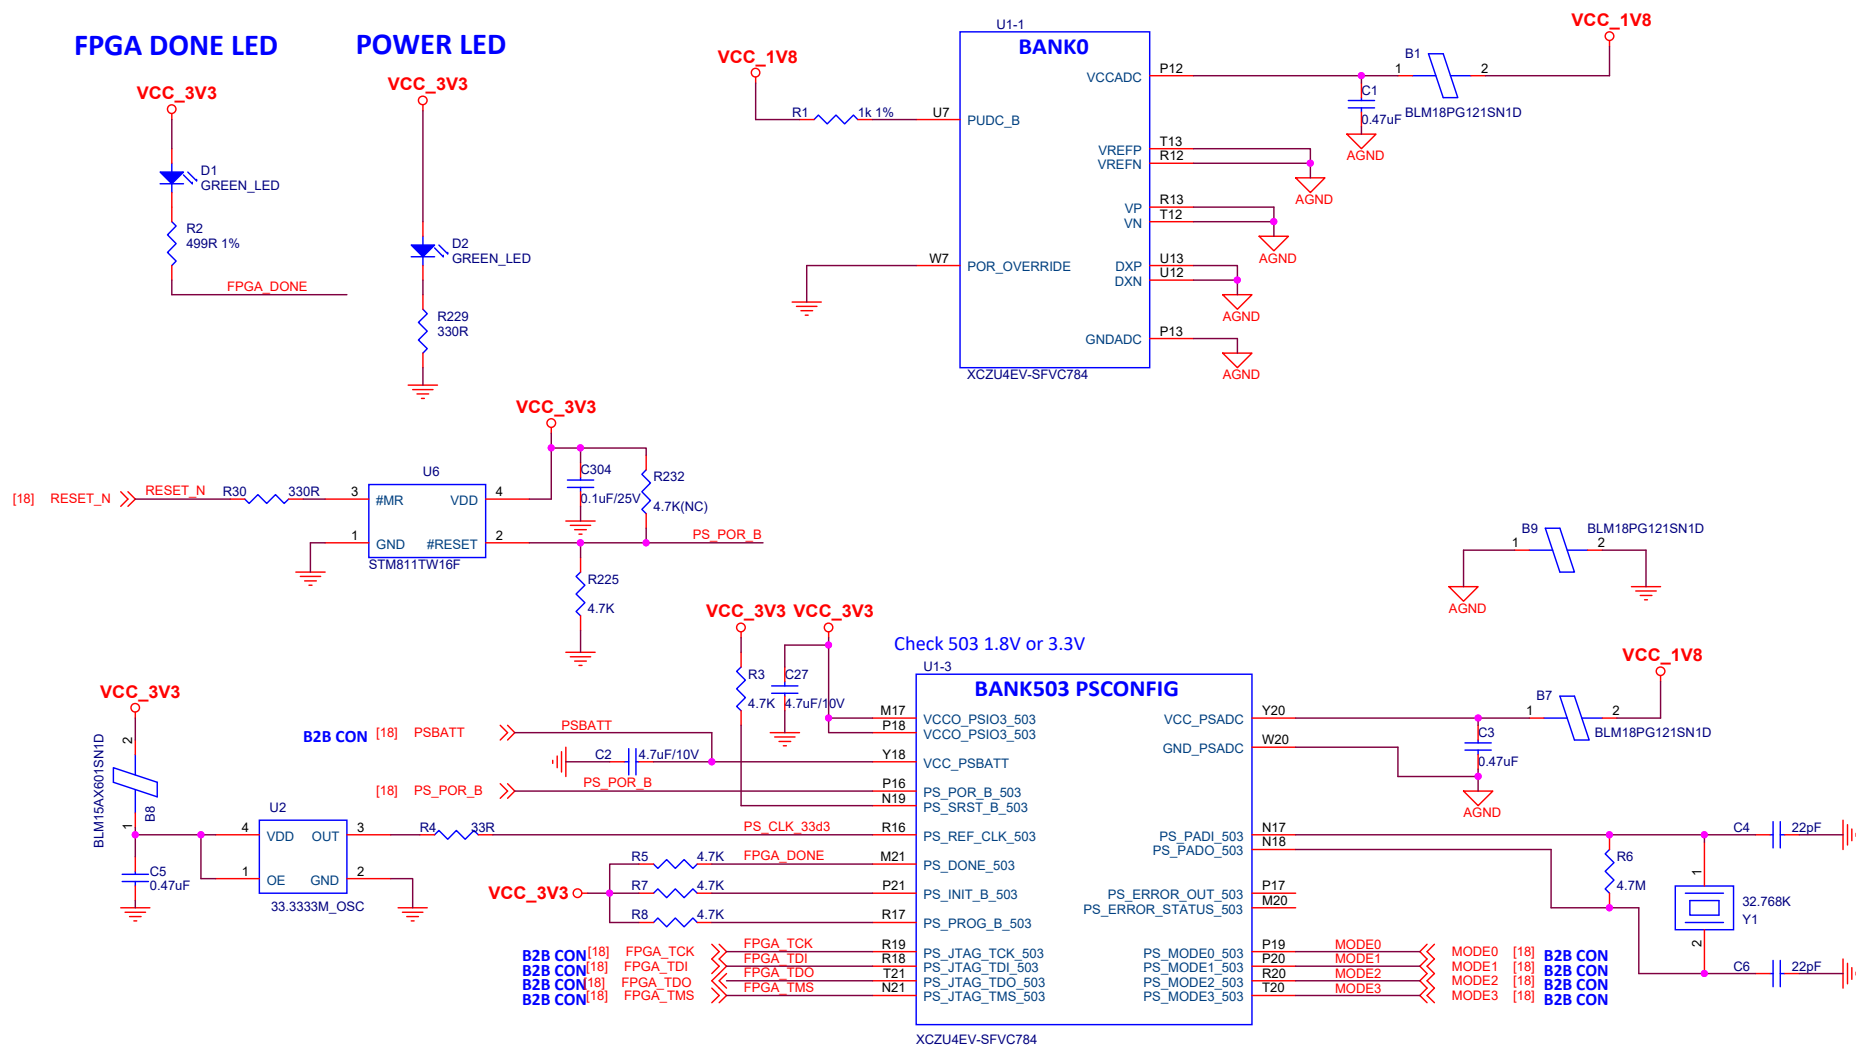 FPGA DONE LED
POWER LED
VCC_3V3
D1
GREEN_LED
R2
499R 1%
FPGA_DONE
VCC_3V3
D2
GREEN_LED
R229
330R
U1-1
BANK0
VCC_1V8
R1
1k 1%
U7
PUDC_B
W7
POR_OVERRIDE
VCCADC
P12
VREFP
T13
VREFN
R12
VP
R13
VN
T12
DXP
U13
DXN
U12
GNDADC
P13
XCZU4EV-SFVC784
C1
0.47uF
AGND
1
B1
2
BLM18PG121SN1D
VCC_1V8
AGND
AGND
AGND
AGND
VCC_3V3
[18]
RESET_N
RESET_N
R30
330R
U6
3
#MR
VDD
4
1
GND
#RESET
2
STM811TW16F
C304
0.1uF/25V
R232
4.7K(NC)
PS_POR_B
R225
4.7K
B9
1
2
BLM18PG121SN1D
AGND
VCC_3V3
VCC_3V3
R3
4.7K
C27
4.7uF/10V
Check 503 1.8V or 3.3V
U1-3
BANK503 PSCONFIG
M17
VCCO_PSIO3_503
P18
VCCO_PSIO3_503
Y18
VCC_PSBATT
P16
PS_POR_B_503
N19
PS_SRST_B_503
R16
PS_REF_CLK_503
M21
PS_DONE_503
P21
PS_INIT_B_503
R17
PS_PROG_B_503
R19
PS_JTAG_TCK_503
R18
PS_JTAG_TDI_503
T21
PS_JTAG_TDO_503
N21
PS_JTAG_TMS_503
VCC_PSADC
Y20
GND_PSADC
W20
PS_PADI_503
N17
PS_PADO_503
N18
PS_ERROR_OUT_503
P17
PS_ERROR_STATUS_503
M20
PS_MODE0_503
P19
PS_MODE1_503
P20
PS_MODE2_503
R20
PS_MODE3_503
T20
XCZU4EV-SFVC784
B2B CON
[18]
PSBATT
PSBATT
C2
4.7uF/10V
[18]
PS_POR_B
PS_POR_B
VCC_3V3
2
BLM15AX601SN1D
B8
1
C5
0.47uF
U2
4
VDD
OUT
3
1
OE
GND
2
33.3333M_OSC
R4
33R
PS_CLK_33d3
VCC_3V3
R5
4.7K
FPGA_DONE
R7
4.7K
R8
4.7K
B2B CON
[18]
FPGA_TCK
FPGA_TCK
B2B CON
[18]
FPGA_TDI
FPGA_TDI
B2B CON
[18]
FPGA_TDO
FPGA_TDO
B2B CON
[18]
FPGA_TMS
FPGA_TMS
VCC_1V8
B7
1
2
BLM18PG121SN1D
C3
0.47uF
AGND
R6
4.7M
C4
22pF
1
32.768K
Y1
2
C6
22pF
MODE0
MODE0
[18]
B2B CON
MODE1
MODE1
[18]
B2B CON
MODE2
MODE2
[18]
B2B CON
MODE3
MODE3
[18]
B2B CON